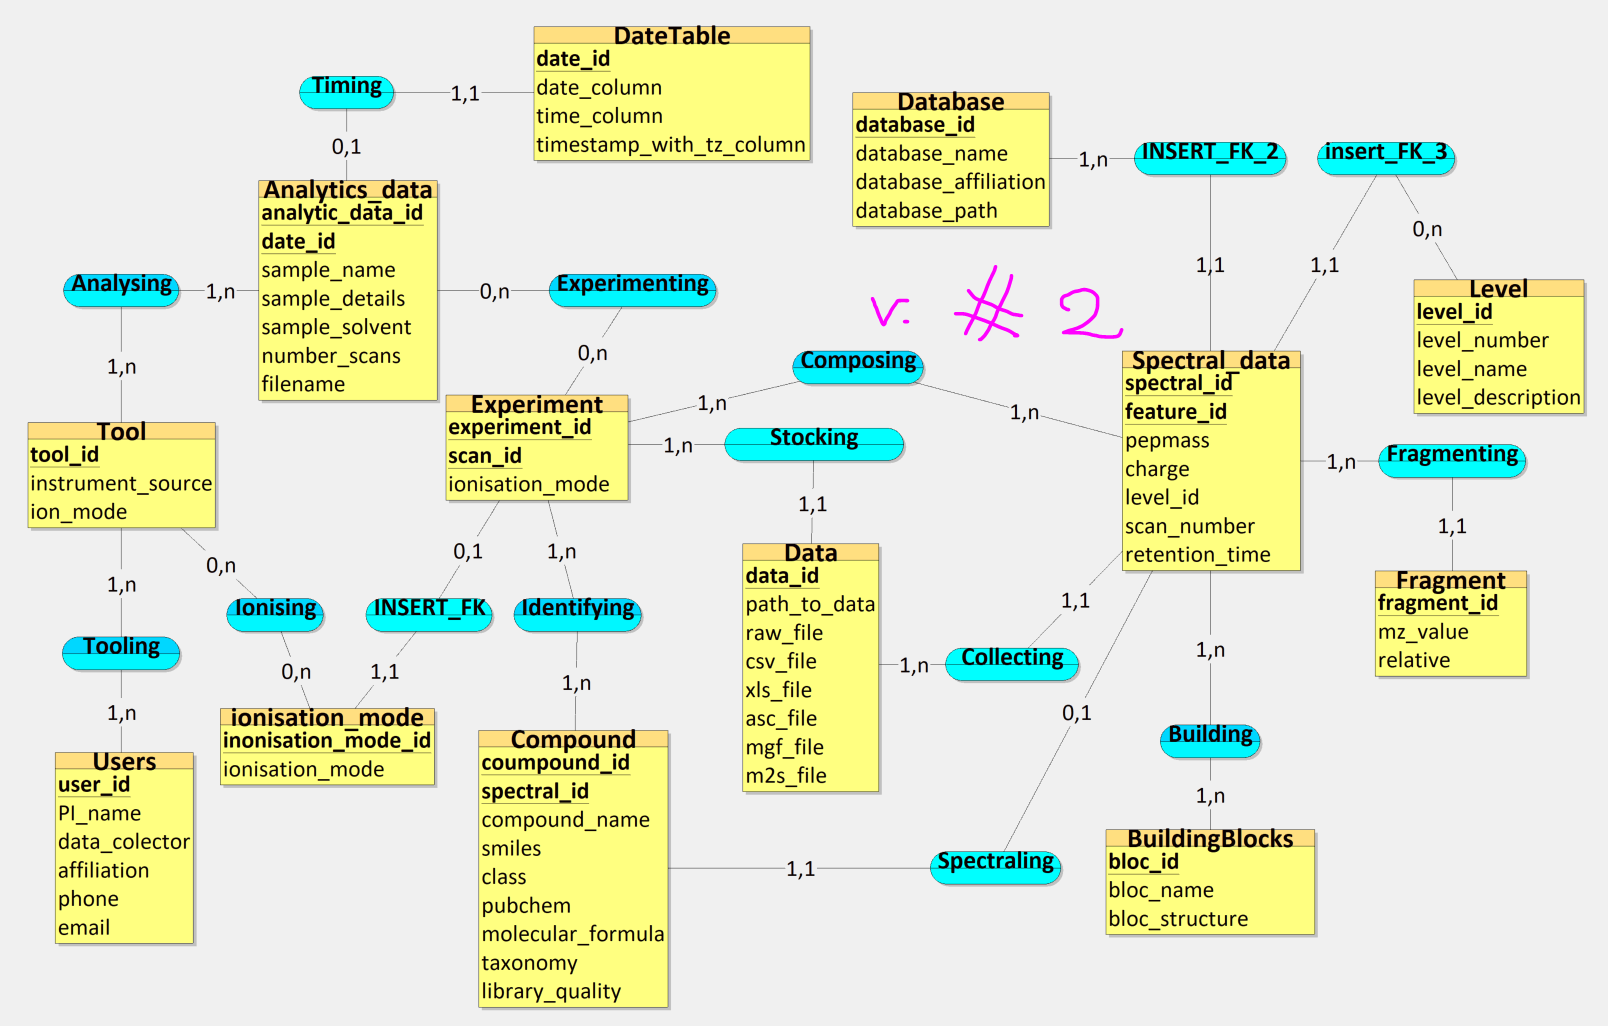 DateTable
date_id
date_column
time_column
timestamp_with_tz_column
Timing
1,1
0,1
Database
database_id
database_name
database_affiliation
database_path
1,n
INSERT_FK_2
insert_FK_3
1,1
1,1
0,n
Analytics_data
analytic_data_id
date_id
sample_name
sample_details
sample_solvent
number_scans
filename
Analysing
1,n
1,n
0,n
Experimenting
0,n
v. # 2
Level
level_id
level_number
level_name
level_description
Composing
1,n
1,n
Spectral_data
spectral_id
feature_id
pepmass
charge
level_id
scan_number
retention_time
Tool
tool_id
instrument_source
ion_mode
Experiment
experiment_id
scan_id
ionisation_mode
1,n
Stocking
1,1
1,n
Fragmenting
1,1
Fragment
fragment_id
mz_value
relative
Data
data_id
path_to_data
raw_file
csv_file
xls_file
asc_file
mgf_file
m2s_file
1,n
Collecting
1,1
0,1
1,n
0,n
Ionising
0,n
0,1
INSERT_FK
1,1
1,n
Identifying
1,n
Tooling
1,n
Users
user_id
PI_name
data_colector
affiliation
phone
email
ionisation_mode
inonisation_mode_id
ionisation_mode
Compound
coumpound_id
spectral_id
compound_name
smiles
class
pubchem
molecular_formula
taxonomy
library_quality
1,1
Spectraling
1,n
Building
1,n
BuildingBlocks
bloc_id
bloc_name
bloc_structure